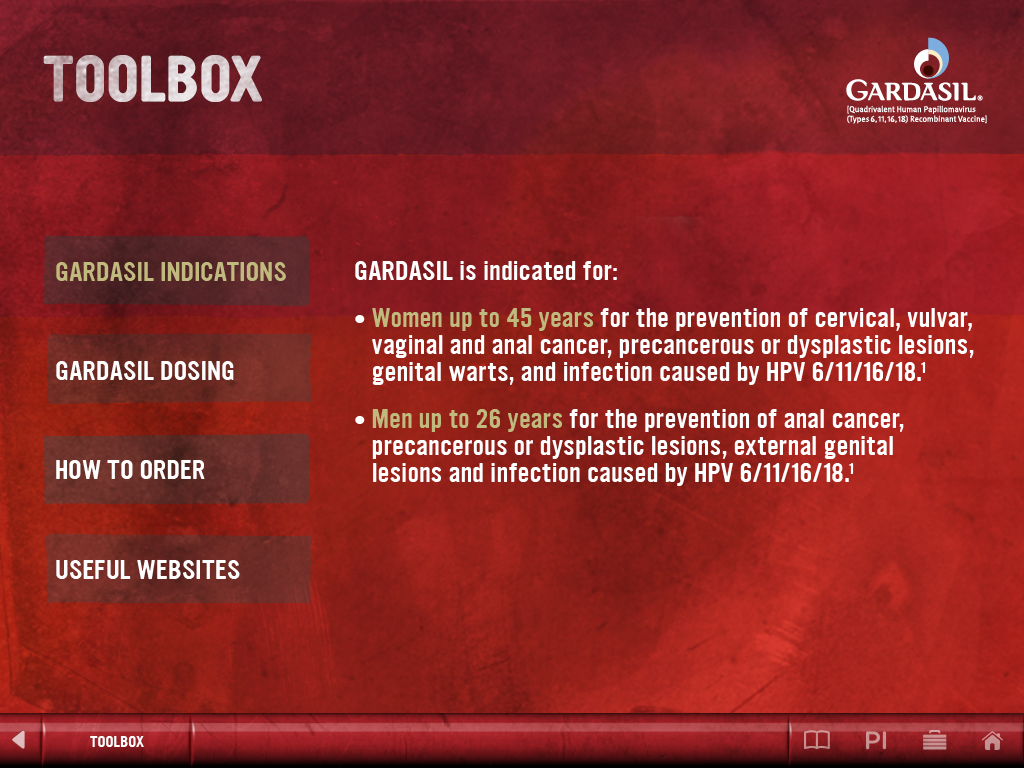 TOOLBOX
GARDASIL®
[Quadrivalent Human Papillomavirus
(Types 6, 11, 16, 18) Recombinant Vaccine]
GARDASIL INDICATIONS
GARDASIL DOSING
HOW TO ORDER
USEFUL WEBSITES
GARDASIL is indicated for:
• Women up to 45 years for the prevention of cervical, vulvar,
vaginal and anal cancer, precancerous or dysplastic lesions,
genital warts, and infection caused by HPV 6/11/16/18.¹
• Men up to 26 years for the prevention of anal cancer,
precancerous or dysplastic lesions, external genital
lesions and infection caused by HPV 6/11/16/18.¹
TOOLBOX
PI